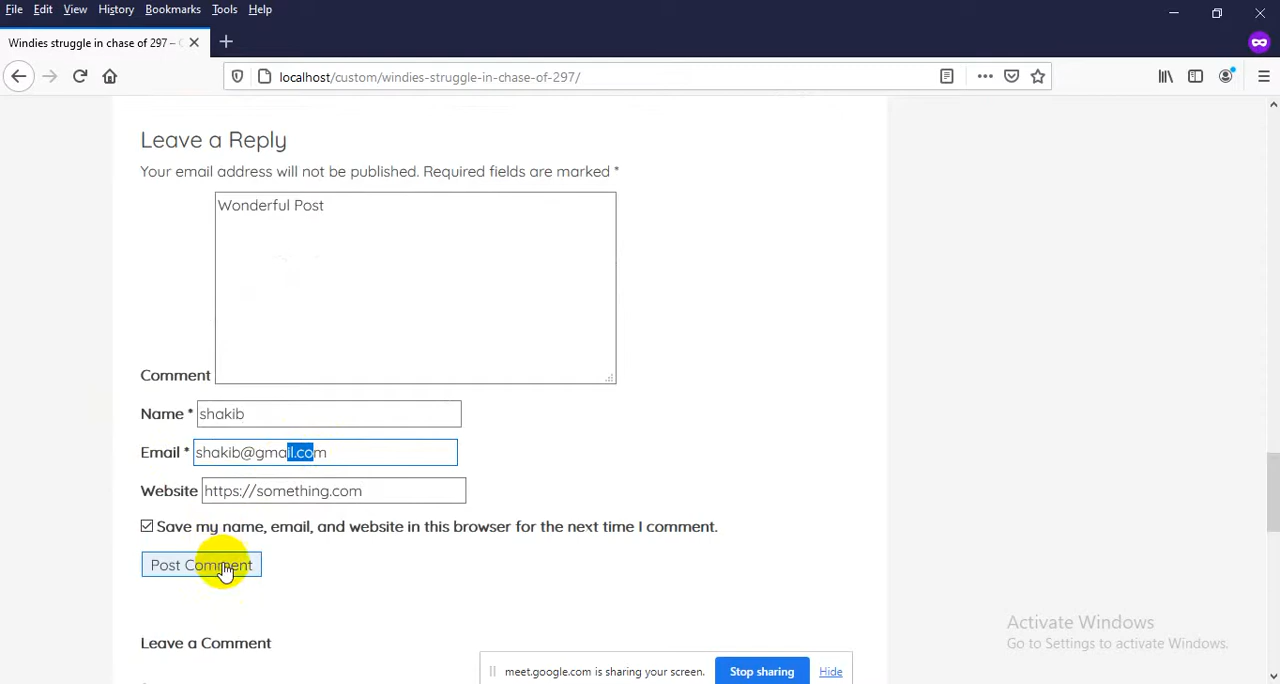 File Edit View History Bookmarks Tools Help
Windies struggle in chase of 297 –
localhost/custom/windies-struggle-in-chase-of-297/
Leave a Reply
Your email address will not be published. Required fields are marked *
Wonderful Post
Comment
Name * shakib
Email * shakib@gmail.com
Website https://something.com
Save my name, email, and website in this browser for the next time I comment.
Post Comment
Activate Windows
Go to Settings to activate Windows.
Leave a Comment
meet.google.com is sharing your screen. Stop sharing Hide